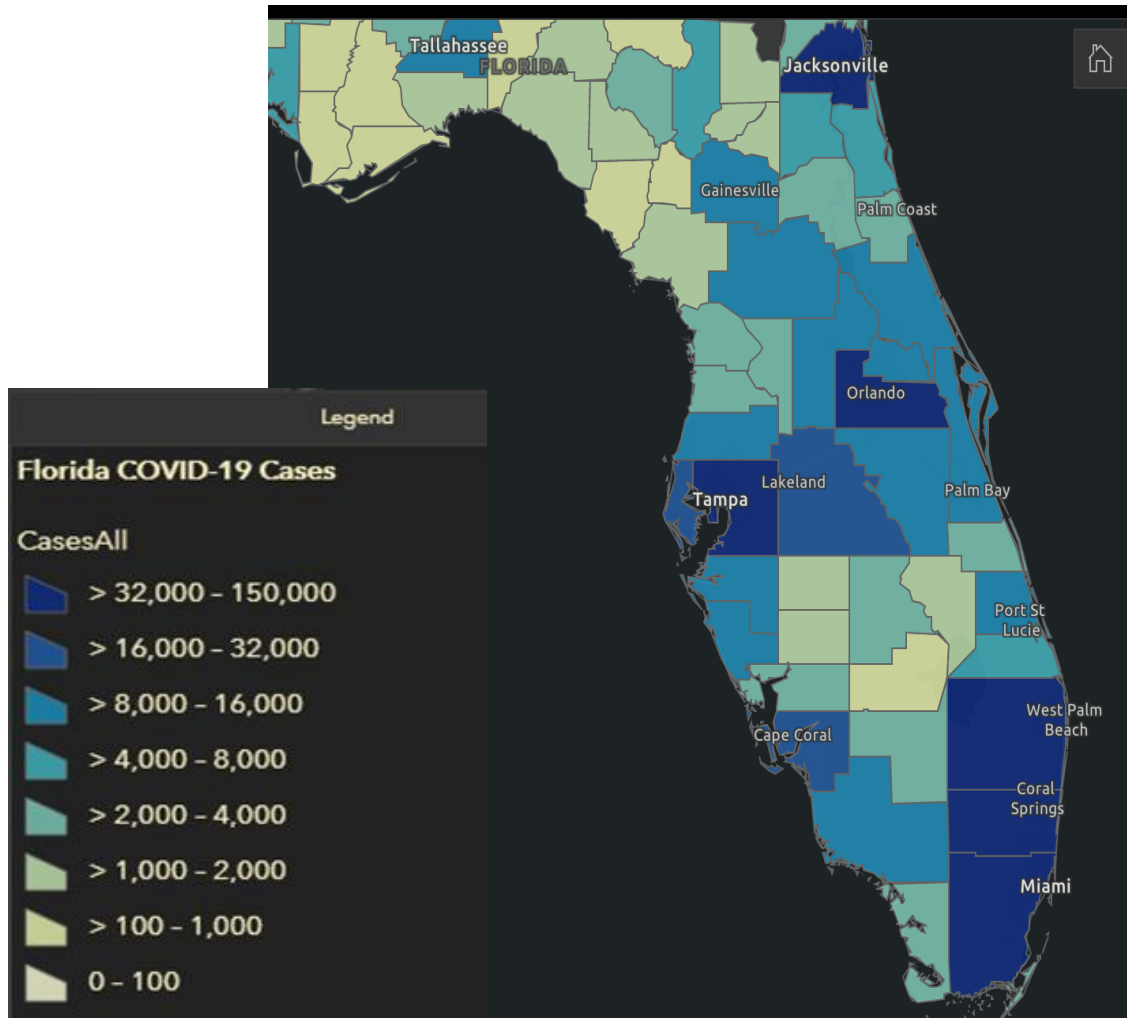 Tallahassee
FLORIDA
Jacksonville
Gainesville
Palm Coast
Orlando
Lakeland
Tampa
Palm Bay
Port St
Lucie
West Palm
Beach
Cape Coral
Coral
Springs
Miami
Legend
Florida COVID-19 Cases
CasesAll
> 32,000 – 150,000
> 16,000 – 32,000
> 8,000 – 16,000
> 4,000 – 8,000
> 2,000 – 4,000
> 1,000 – 2,000
> 100 – 1,000
0 – 100